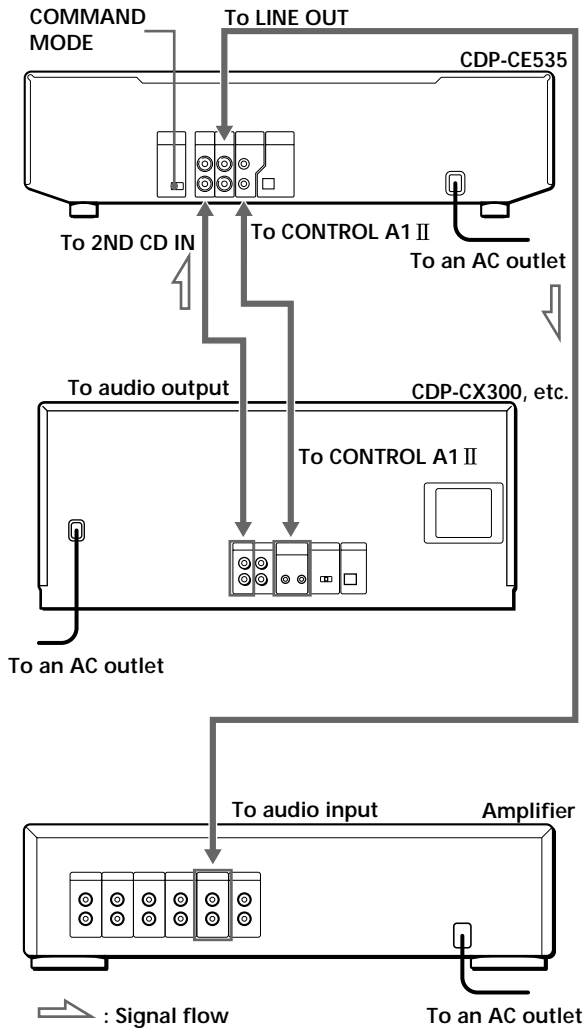 COMMAND
MODE
To LINE OUT
CDP-CE535
To 2ND CD IN
To CONTROL A1 Ⅱ
To an AC outlet
To audio output
CDP-CX300, etc.
To CONTROL A1 Ⅱ
To an AC outlet
To audio input
Amplifier
: Signal flow
To an AC outlet